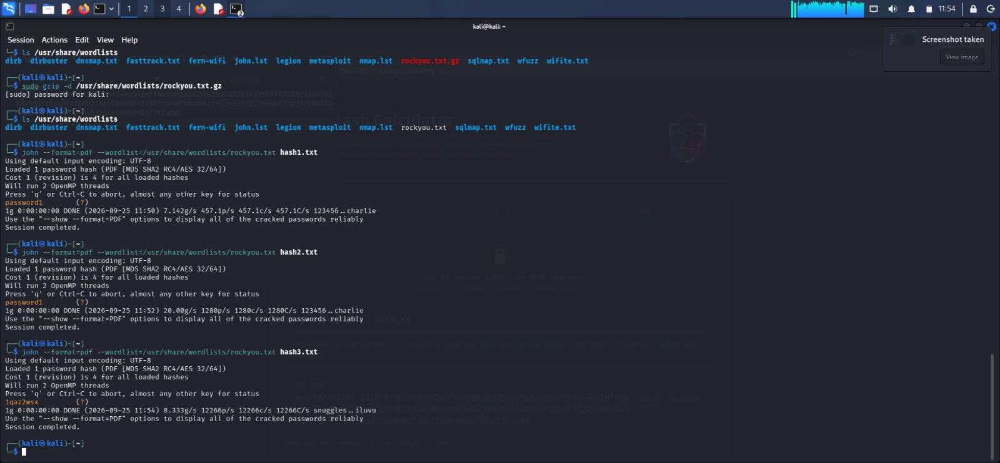 1 2 3 4 2 11:54
kali@kali: ~
Session Actions Edit View Help
Screenshot taken
View image
└─$ ls /usr/share/wordlists
dirb dirbuster dnsmap.txt fasttrack.txt fern-wifi john.lst legion metasploit nmap.lst rockyou.txt.gz sqlmap.txt wfuzz wifite.txt
┌──(kali㉿kali)-[~]
└─$ sudo gzip -d /usr/share/wordlists/rockyou.txt.gz
[sudo] password for kali:
┌──(kali㉿kali)-[~]
└─$ ls /usr/share/wordlists
dirb dirbuster dnsmap.txt fasttrack.txt fern-wifi john.lst legion metasploit nmap.lst rockyou.txt sqlmap.txt wfuzz wifite.txt
Hash Calculator
┌──(kali㉿kali)-[~]
└─$ john --format=pdf --wordlist=/usr/share/wordlists/rockyou.txt hash1.txt
Using default input encoding: UTF-8
Loaded 1 password hash (PDF [MD5 SHA2 RC4/AES 32/64])
Cost 1 (revision) is 4 for all loaded hashes
Will run 2 OpenMP threads
Press 'q' or Ctrl-C to abort, almost any other key for status
password1 (?)
1g 0:00:00:00 DONE (2026-09-25 11:50) 7.142g/s 457.1p/s 457.1c/s 457.1C/s 123456..charlie
Use the "--show --format=PDF" options to display all of the cracked passwords reliably
Session completed.
┌──(kali㉿kali)-[~]
└─$ john --format=pdf --wordlist=/usr/share/wordlists/rockyou.txt hash2.txt
Using default input encoding: UTF-8
Loaded 1 password hash (PDF [MD5 SHA2 RC4/AES 32/64])
Cost 1 (revision) is 4 for all loaded hashes
Will run 2 OpenMP threads
Press 'q' or Ctrl-C to abort, almost any other key for status
password1 (?)
1g 0:00:00:00 DONE (2026-09-25 11:52) 20.00g/s 1280p/s 1280c/s 1280C/s 123456..charlie
Use the "--show --format=PDF" options to display all of the cracked passwords reliably
Session completed.
┌──(kali㉿kali)-[~]
└─$ john --format=pdf --wordlist=/usr/share/wordlists/rockyou.txt hash3.txt
Using default input encoding: UTF-8
Loaded 1 password hash (PDF [MD5 SHA2 RC4/AES 32/64])
Cost 1 (revision) is 4 for all loaded hashes
Will run 2 OpenMP threads
Press 'q' or Ctrl-C to abort, almost any other key for status
1qaz2wsx (?)
1g 0:00:00:00 DONE (2026-09-25 11:54) 8.333g/s 12266p/s 12266c/s 12266C/s snuggles..iluvu
Use the "--show --format=PDF" options to display all of the cracked passwords reliably
Session completed.
┌──(kali㉿kali)-[~]
└─$